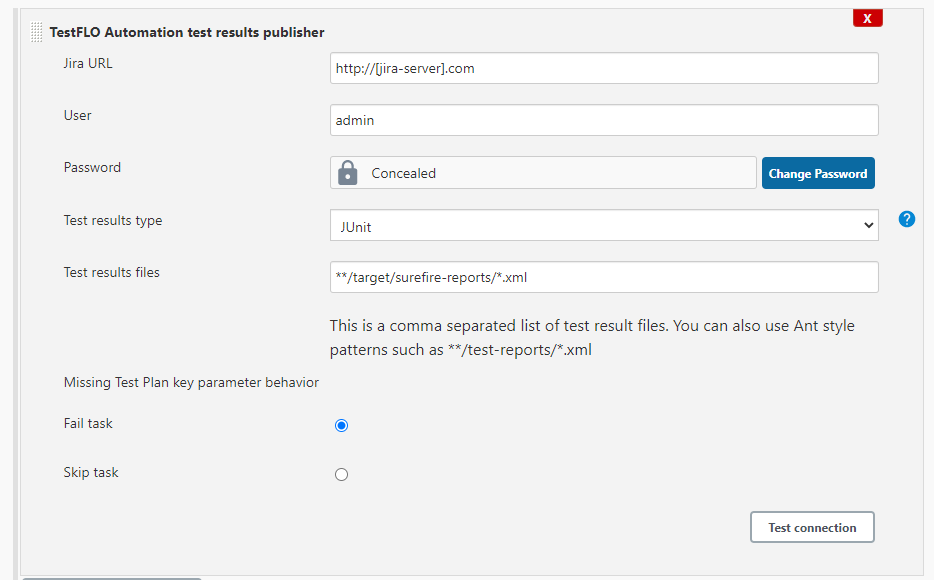 X
TestFLO Automation test results publisher
Jira URL
http://[jira-server].com
User
admin
Password
Concealed
Change Password
Test results type
JUnit
?
Test results files
**/target/surefire-reports/*.xml
This is a comma separated list of test result files. You can also use Ant style
patterns such as **/test-reports/*.xml
Missing Test Plan key parameter behavior
Fail task
Skip task
Test connection